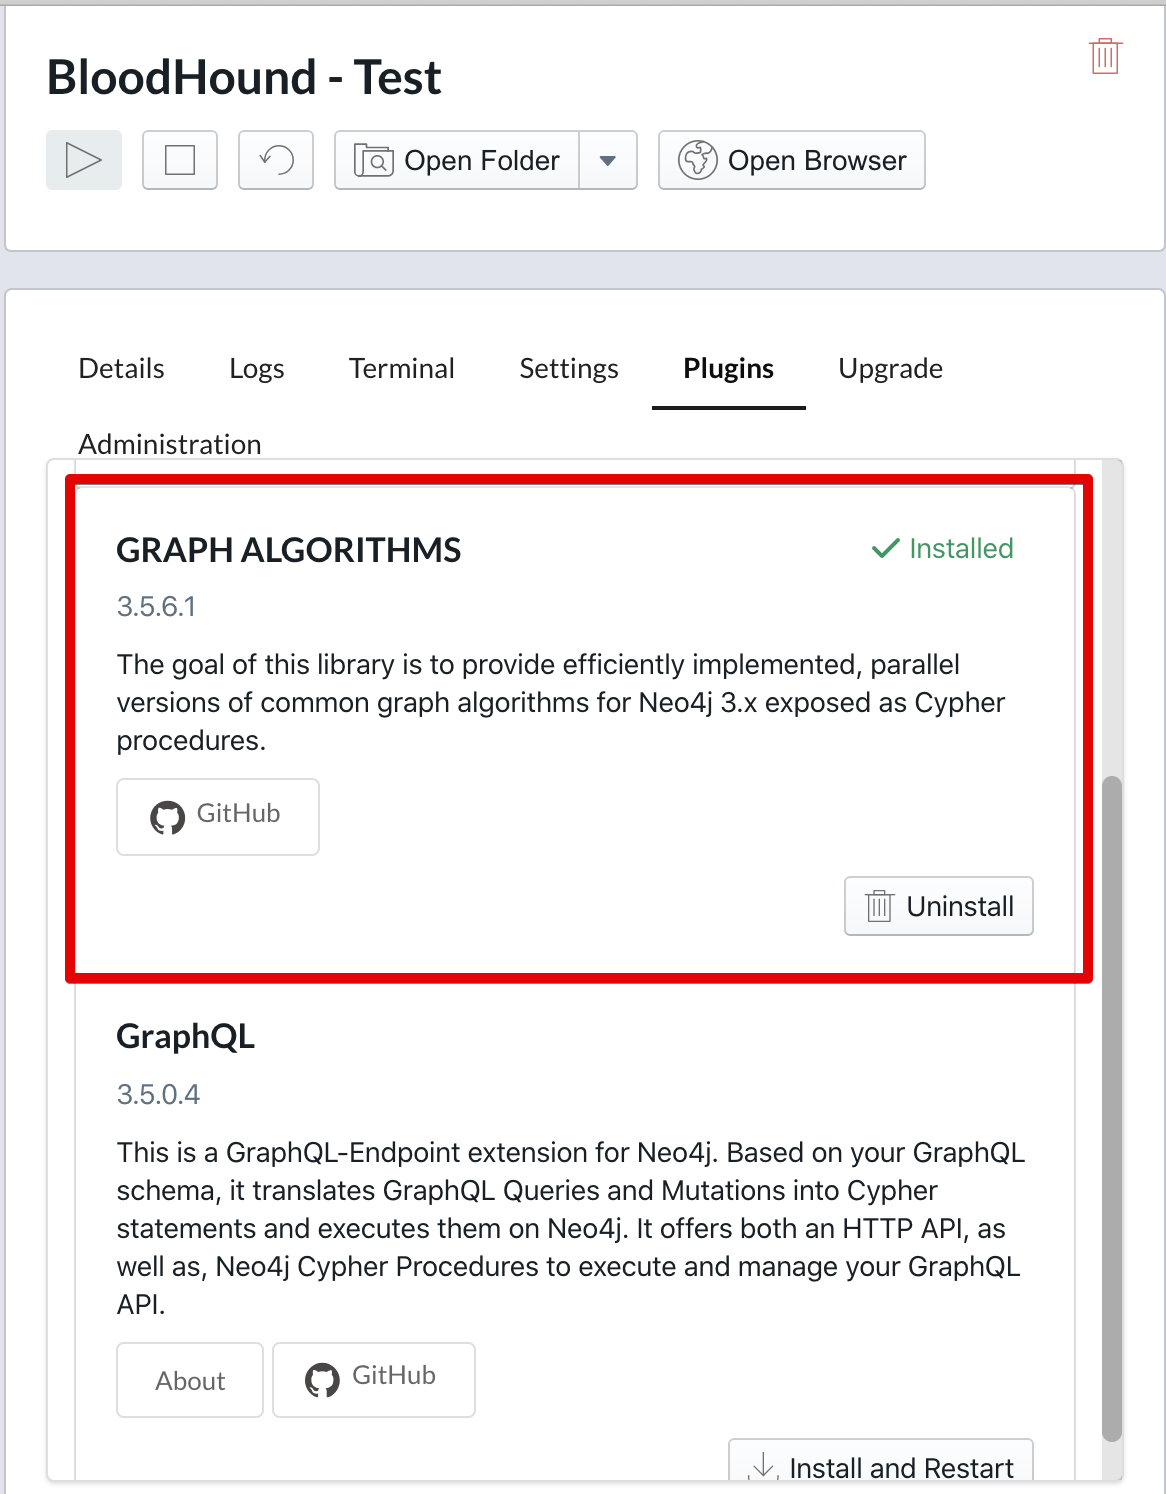 BloodHound - Test
Open Folder
Open Browser
Details Logs Terminal Settings Plugins Upgrade
Administration
GRAPH ALGORITHMS
Installed
3.5.6.1
The goal of this library is to provide efficiently implemented, parallel
versions of common graph algorithms for Neo4j 3.x exposed as Cypher
procedures.
GitHub
Uninstall
GraphQL
3.5.0.4
This is a GraphQL-Endpoint extension for Neo4j. Based on your GraphQL
schema, it translates GraphQL Queries and Mutations into Cypher
statements and executes them on Neo4j. It offers both an HTTP API, as
well as, Neo4j Cypher Procedures to execute and manage your GraphQL
API.
About
GitHub
Install and Restart